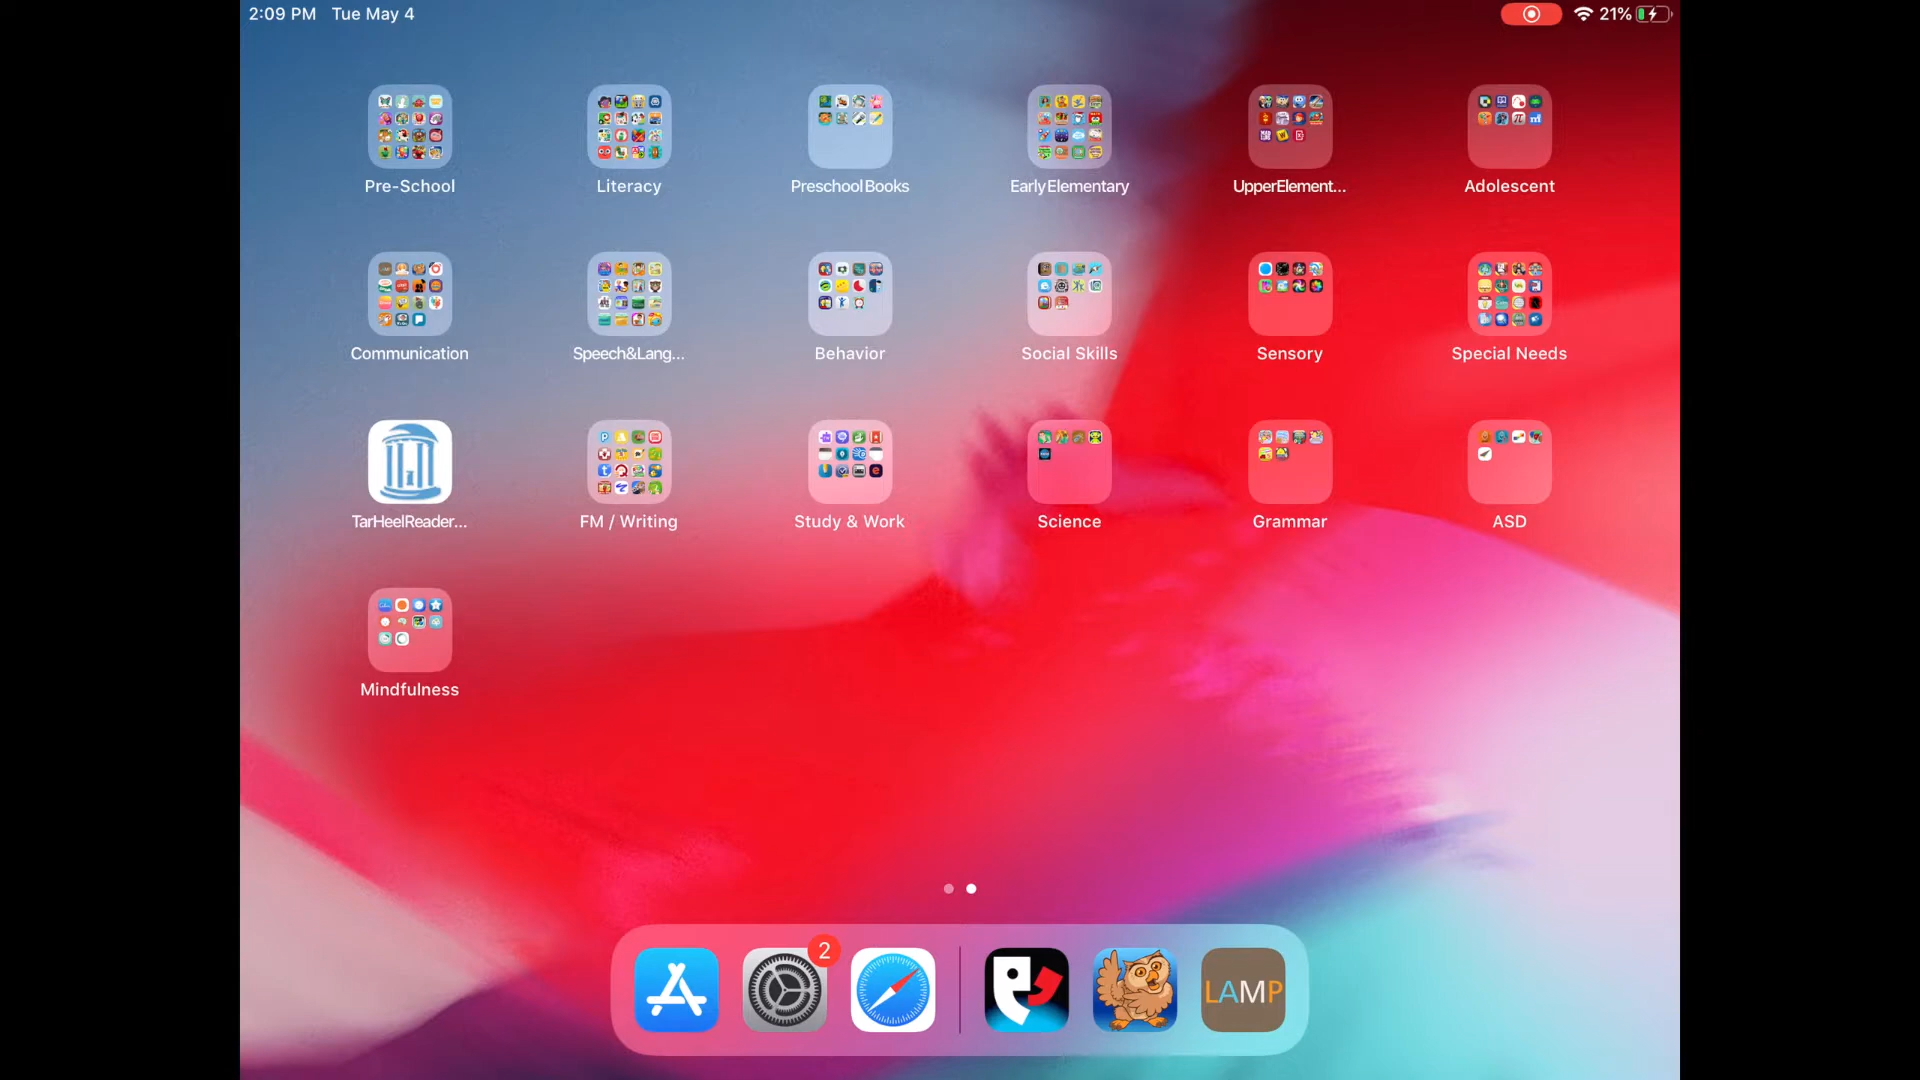 2:09 PM Tue May 4
21%
Pre-School
Literacy
Preschool Books
Early Elementary
UpperElement...
Adolescent
Communication
Speech&Lang...
Behavior
Social Skills
Sensory
Special Needs
TarHeelReader...
FM / Writing
Study & Work
Science
Grammar
ASD
Mindfulness
2
LAMP